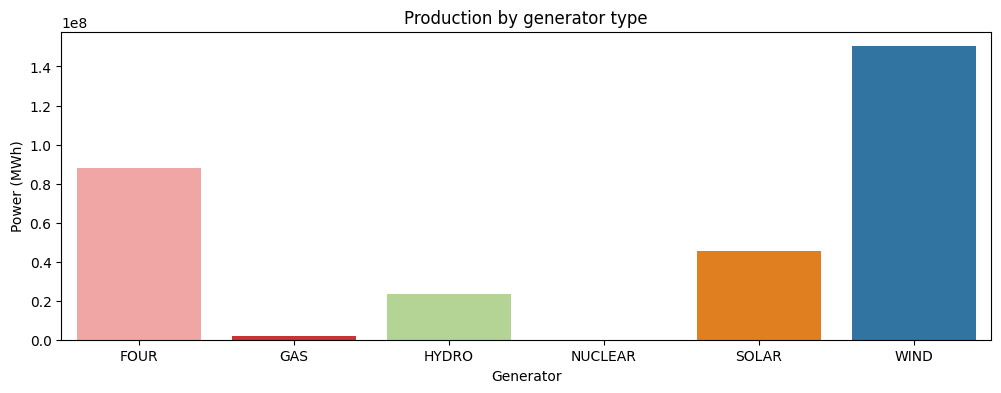 Production by generator type
1e8
1.4
1.2
1.0
0.8
0.6
0.4
0.2
0.0
Power (MWh)
FOUR GAS HYDRO NUCLEAR SOLAR WIND
Generator